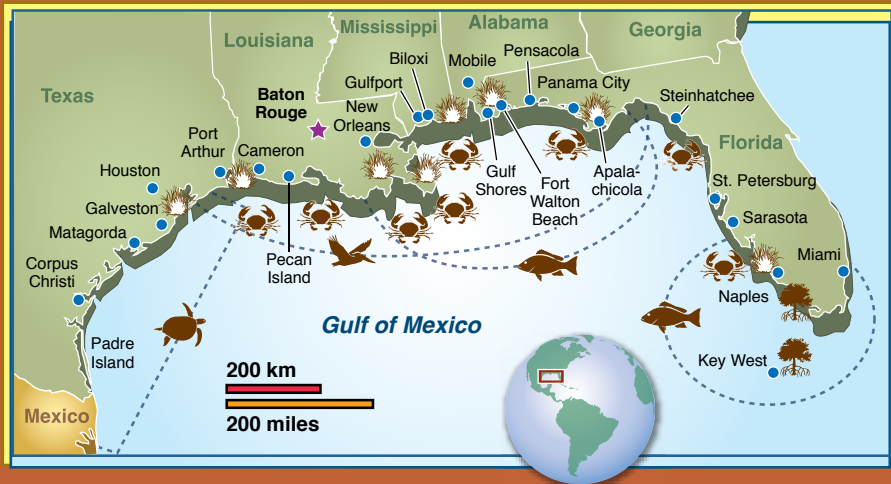 Mississippi
Alabama
Georgia
Louisiana
Texas
Florida
Mexico
Biloxi
Mobile
Pensacola
Gulfport
Panama City
Baton
Rouge
New
Orleans
Steinhatchee
Port
Arthur
Cameron
Houston
Galveston
Matagorda
Corpus
Christi
Padre
Island
Pecan
Island
Gulf
Shores
Fort
Walton
Beach
Apala-
chicola
St. Petersburg
Sarasota
Miami
Naples
Key West
Gulf of Mexico
200 km
200 miles